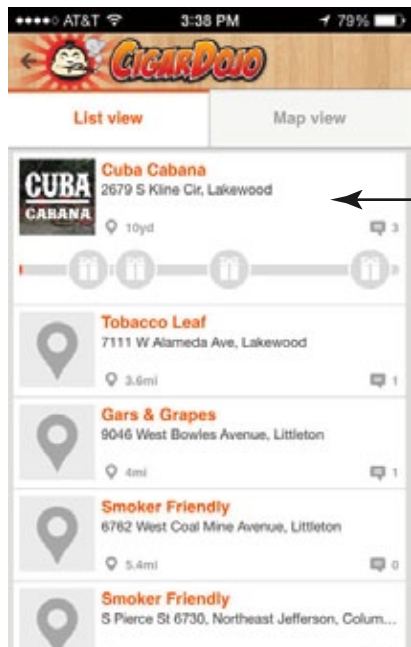 AT&T 3:38 PM 79%
CIGARDOJO
List view Map view
CUBA
CABANA
Cuba Cabana
2679 S Kline Cir, Lakewood
10yd 3
Tobacco Leaf
7111 W Alameda Ave, Lakewood
3.6mi 1
Gars & Grapes
9046 West Bowles Avenue, Littleton
4mi 1
Smoker Friendly
6762 West Coal Mine Avenue, Littleton
5.4mi 0
Smoker Friendly
S Pierce St 6730, Northeast Jefferson, Colum...